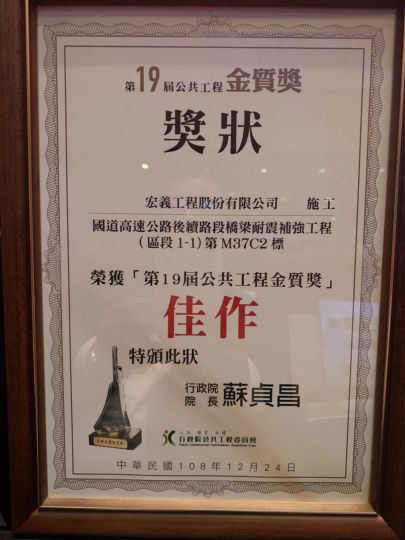 第19屆公共工程金質獎
獎狀
宏義工程股份有限公司 施工
國道高速公路後續路段橋梁耐震補強工程
(區段1-1)第M37C2標
榮獲「第19屆公共工程金質獎」
佳作
特頒此狀
行政院
院長 蘇貞昌
行政院公共工程委員會
Public Construction Commission, Executive Yuan
中華民國108年12月24日